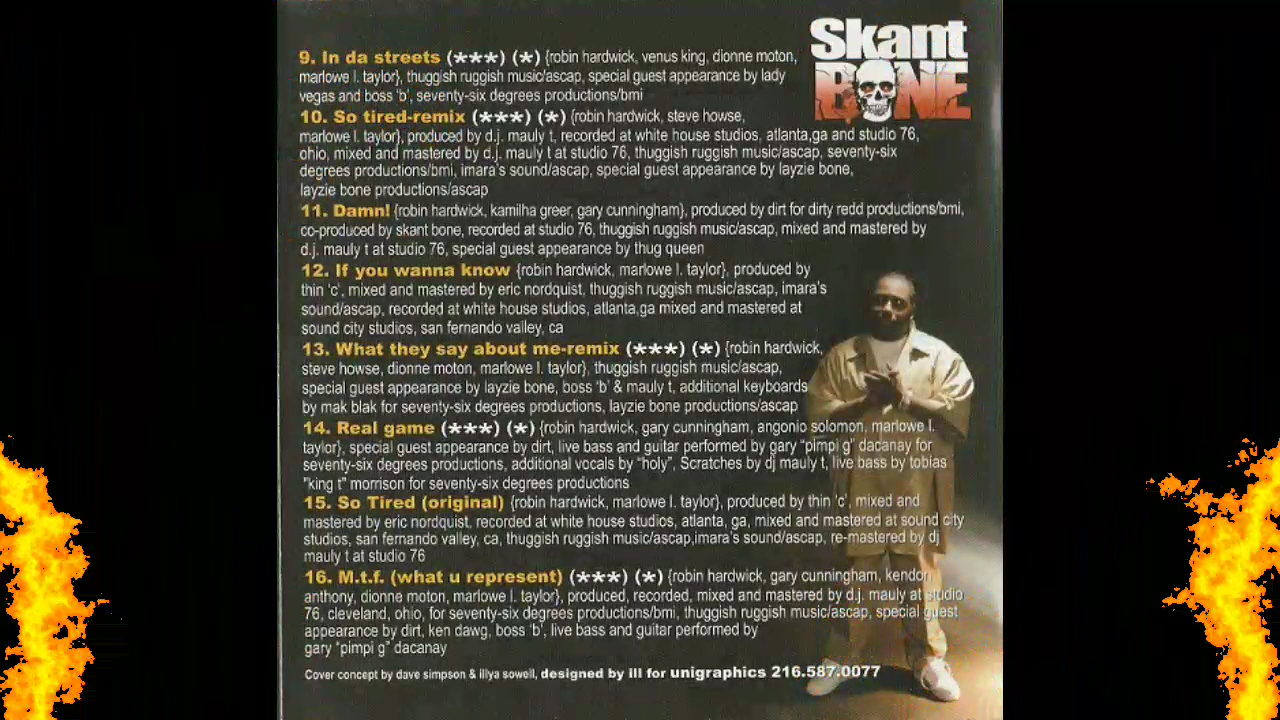 Skant
BONE
9. In da streets (***) (*) {robin hardwick, venus king, dionne moton,
marlowe l. taylor}, thuggish ruggish music/ascap, special guest appearance by lady
vegas and boss 'b', seventy-six degrees productions/bmi
10. So tired-remix (***) (*) {robin hardwick, steve howse,
marlowe l. taylor}, produced by d.j. mauly t, recorded at white house studios, atlanta,ga and studio 76,
ohio, mixed and mastered by d.j. mauly t at studio 76, thuggish ruggish music/ascap, seventy-six
degrees productions/bmi, imara's sound/ascap, special guest appearance by layzie bone,
layzie bone productions/ascap
11. Damn! {robin hardwick, kamilha greer, gary cunningham}, produced by dirt for dirty redd productions/bmi,
co-produced by skant bone, recorded at studio 76, thuggish ruggish music/ascap, mixed and mastered by
d.j. mauly t at studio 76, special guest appearance by thug queen
12. If you wanna know {robin hardwick, marlowe l. taylor}, produced by
thin 'c', mixed and mastered by eric nordquist, thuggish ruggish music/ascap, imara's
sound/ascap, recorded at white house studios, atlanta,ga mixed and mastered at
sound city studios, san fernando valley, ca
13. What they say about me-remix (***) (*) {robin hardwick,
steve howse, dionne moton, marlowe l. taylor}, thuggish ruggish music/ascap,
special guest appearance by layzie bone, boss 'b' & mauly t, additional keyboards
by mak blak for seventy-six degrees productions, layzie bone productions/ascap
14. Real game (***) (*) {robin hardwick, gary cunningham, angonio solomon, marlowe l.
taylor}, special guest appearance by dirt, live bass and guitar performed by gary "pimpi g" dacanay for
seventy-six degrees productions, additional vocals by "holy", Scratches by dj mauly t, live bass by tobias
"king t" morrison for seventy-six degrees productions
15. So Tired (original) {robin hardwick, marlowe l. taylor}, produced by thin 'c', mixed and
mastered by eric nordquist, recorded at white house studios, atlanta, ga, mixed and mastered at sound city
studios, san fernando valley, ca, thuggish ruggish music/ascap,imara's sound/ascap, re-mastered by dj
mauly t at studio 76
16. M.t.f. (what u represent) (***) (*) {robin hardwick, gary cunningham, kendon
anthony, dionne moton, marlowe l. taylor}, produced, recorded, mixed and mastered by d.j. mauly at studio
76, cleveland, ohio, for seventy-six degrees productions/bmi, thuggish ruggish music/ascap, special guest
appearance by dirt, ken dawg, boss 'b', live bass and guitar performed by
gary "pimpi g" dacanay
Cover concept by dave simpson & illya sowell, designed by ill for unigraphics 216.587.0077